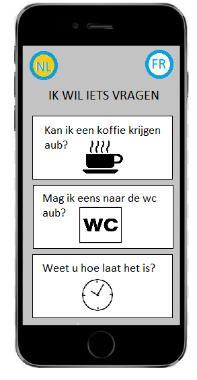 NL
FR
IK WIL IETS VRAGEN
Kan ik een koffie krijgen
aub?
Mag ik eens naar de wc
aub?
WC
Weet u hoe laat het is?